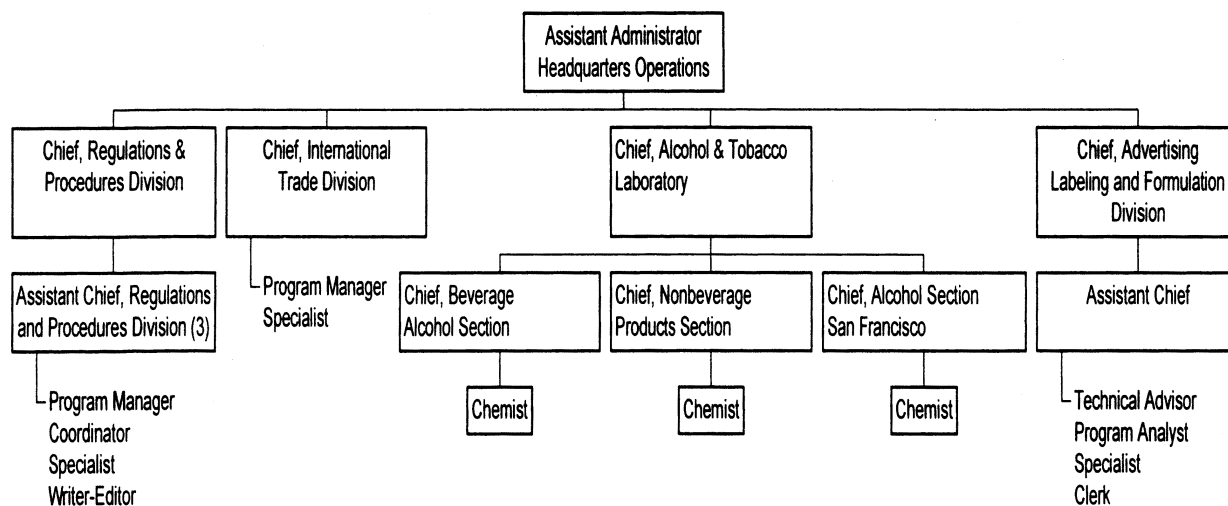 Assistant Administrator
Headquarters Operations
Chief, Regulations &
Procedures Division
Chief, International
Trade Division
Chief, Alcohol & Tobacco
Laboratory
Chief, Advertising
Labeling and Formulation
Division
Assistant Chief, Regulations
and Procedures Division (3)
Program Manager
Specialist
Chief, Beverage
Alcohol Section
Chief, Nonbeverage
Products Section
Chief, Alcohol Section
San Francisco
Assistant Chief
Program Manager
Coordinator
Specialist
Writer-Editor
Chemist
Chemist
Chemist
Technical Advisor
Program Analyst
Specialist
Clerk